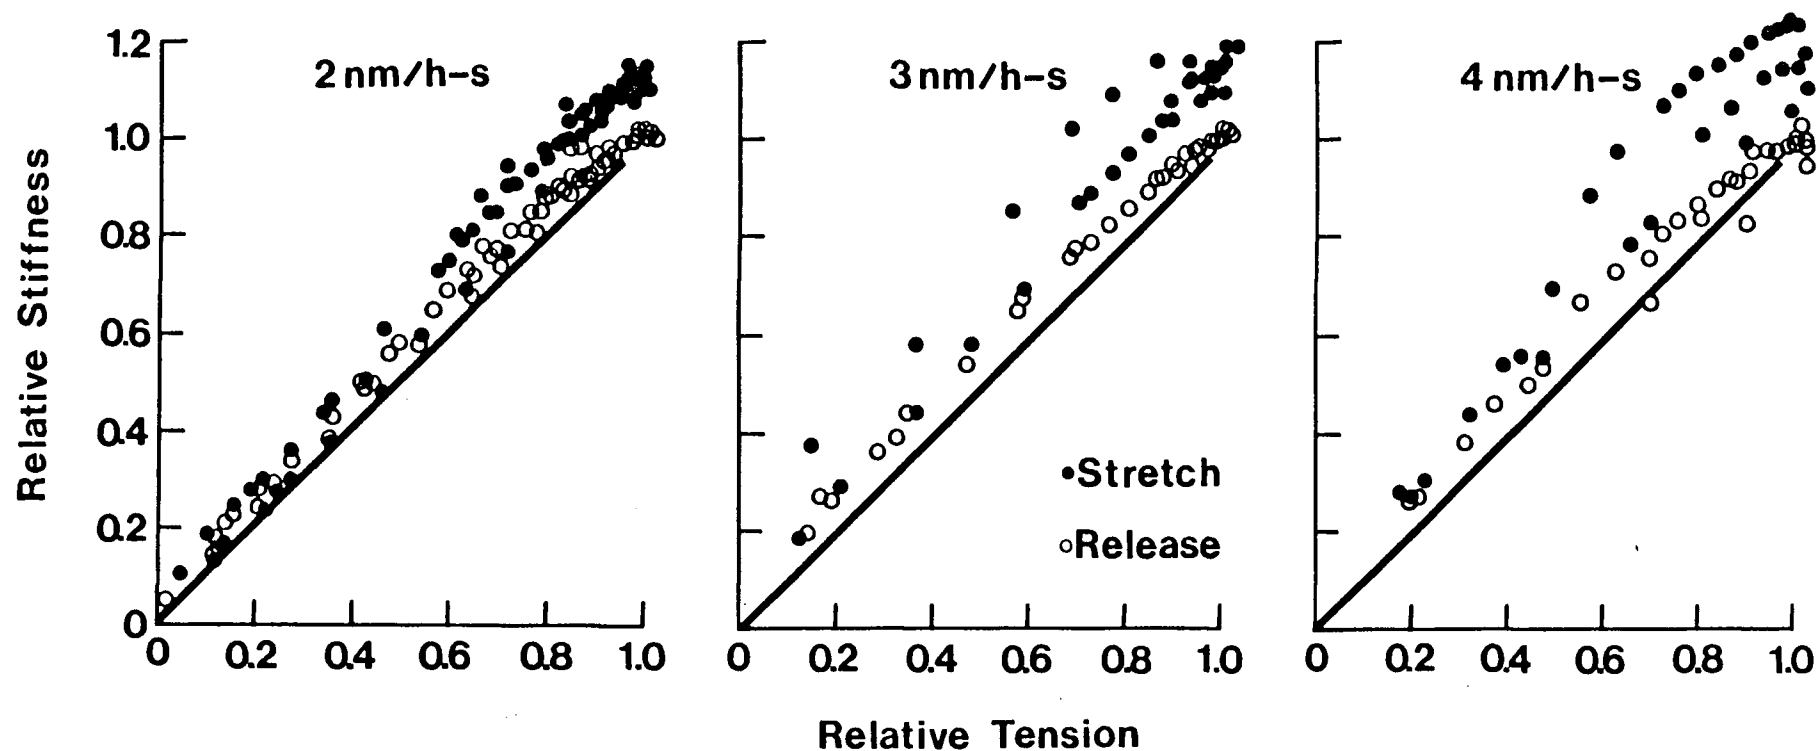 2 nm/h-s
3 nm/h-s
4 nm/h-s
Relative Stiffness
1.2
1.0
0.8
0.6
0.4
0.2
0
•Stretch
○Release
0 0.2 0.4 0.6 0.8 1.0
0 0.2 0.4 0.6 0.8 1.0
0 0.2 0.4 0.6 0.8 1.0
Relative Tension